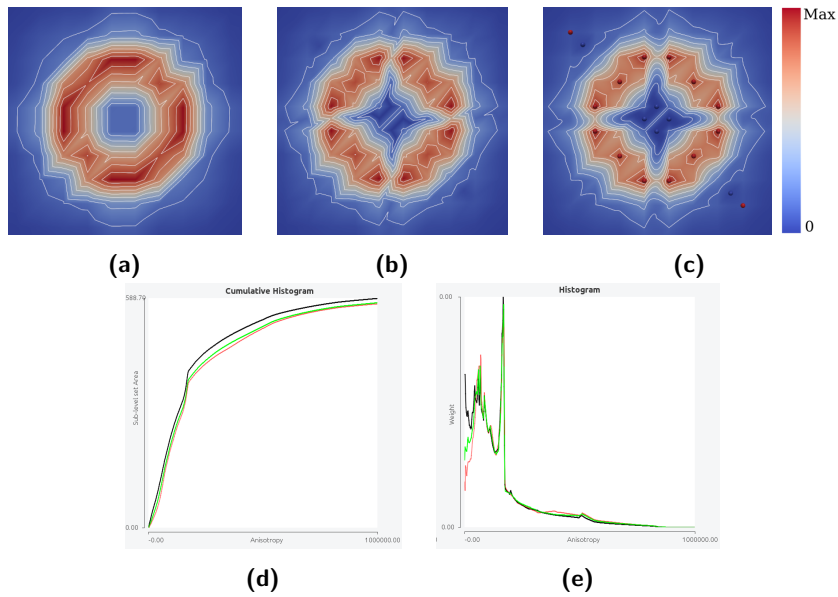 Max
0
(a)
(b)
(c)
Cumulative Histogram
588.70
Sub-level set Area
0.00
-0.00
Anisotropy
1000000.00
(d)
Histogram
0.00
Weight
0.00
-0.00
Anisotropy
1000000.00
(e)